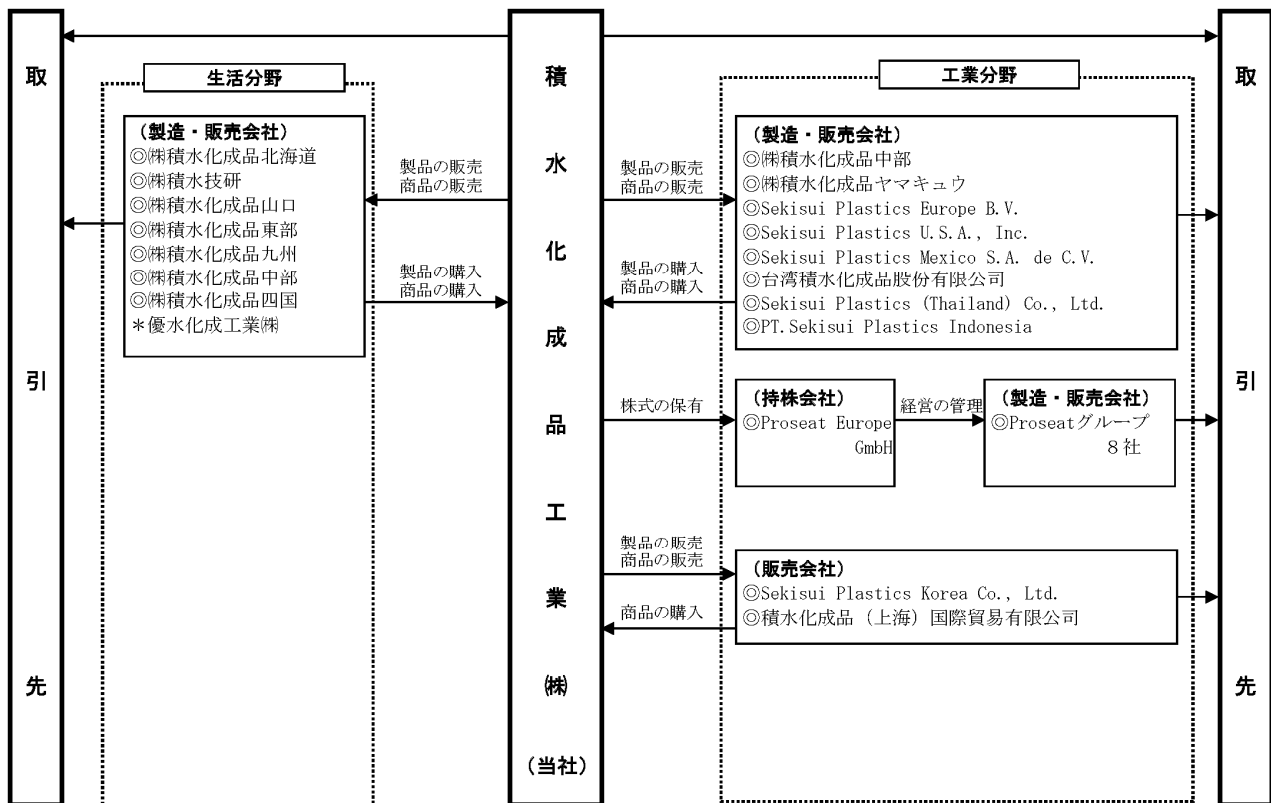 取引先
生活分野
(製造・販売会社)
◎㈱積水化成品北海道
◎㈱積水技研
◎㈱積水化成品山口
◎㈱積水化成品東部
◎㈱積水化成品九州
◎㈱積水化成品中部
◎㈱積水化成品四国
＊優水化成工業㈱
製品の販売
商品の販売
製品の購入
商品の購入
積水化成品工業㈱
(当社)
製品の販売
商品の販売
製品の購入
商品の購入
株式の保有
製品の販売
商品の販売
商品の購入
工業分野
(製造・販売会社)
◎㈱積水化成品中部
◎㈱積水化成品ヤマキュウ
◎Sekisui Plastics Europe B.V.
◎Sekisui Plastics U.S.A., Inc.
◎Sekisui Plastics Mexico S.A. de C.V.
◎台湾積水化成品股份有限公司
◎Sekisui Plastics (Thailand) Co., Ltd.
◎PT.Sekisui Plastics Indonesia
(持株会社)
◎Proseat Europe
GmbH
経営の管理
(製造・販売会社)
◎Proseatグループ
８社
(販売会社)
◎Sekisui Plastics Korea Co., Ltd.
◎積水化成品（上海）国際貿易有限公司
取引先